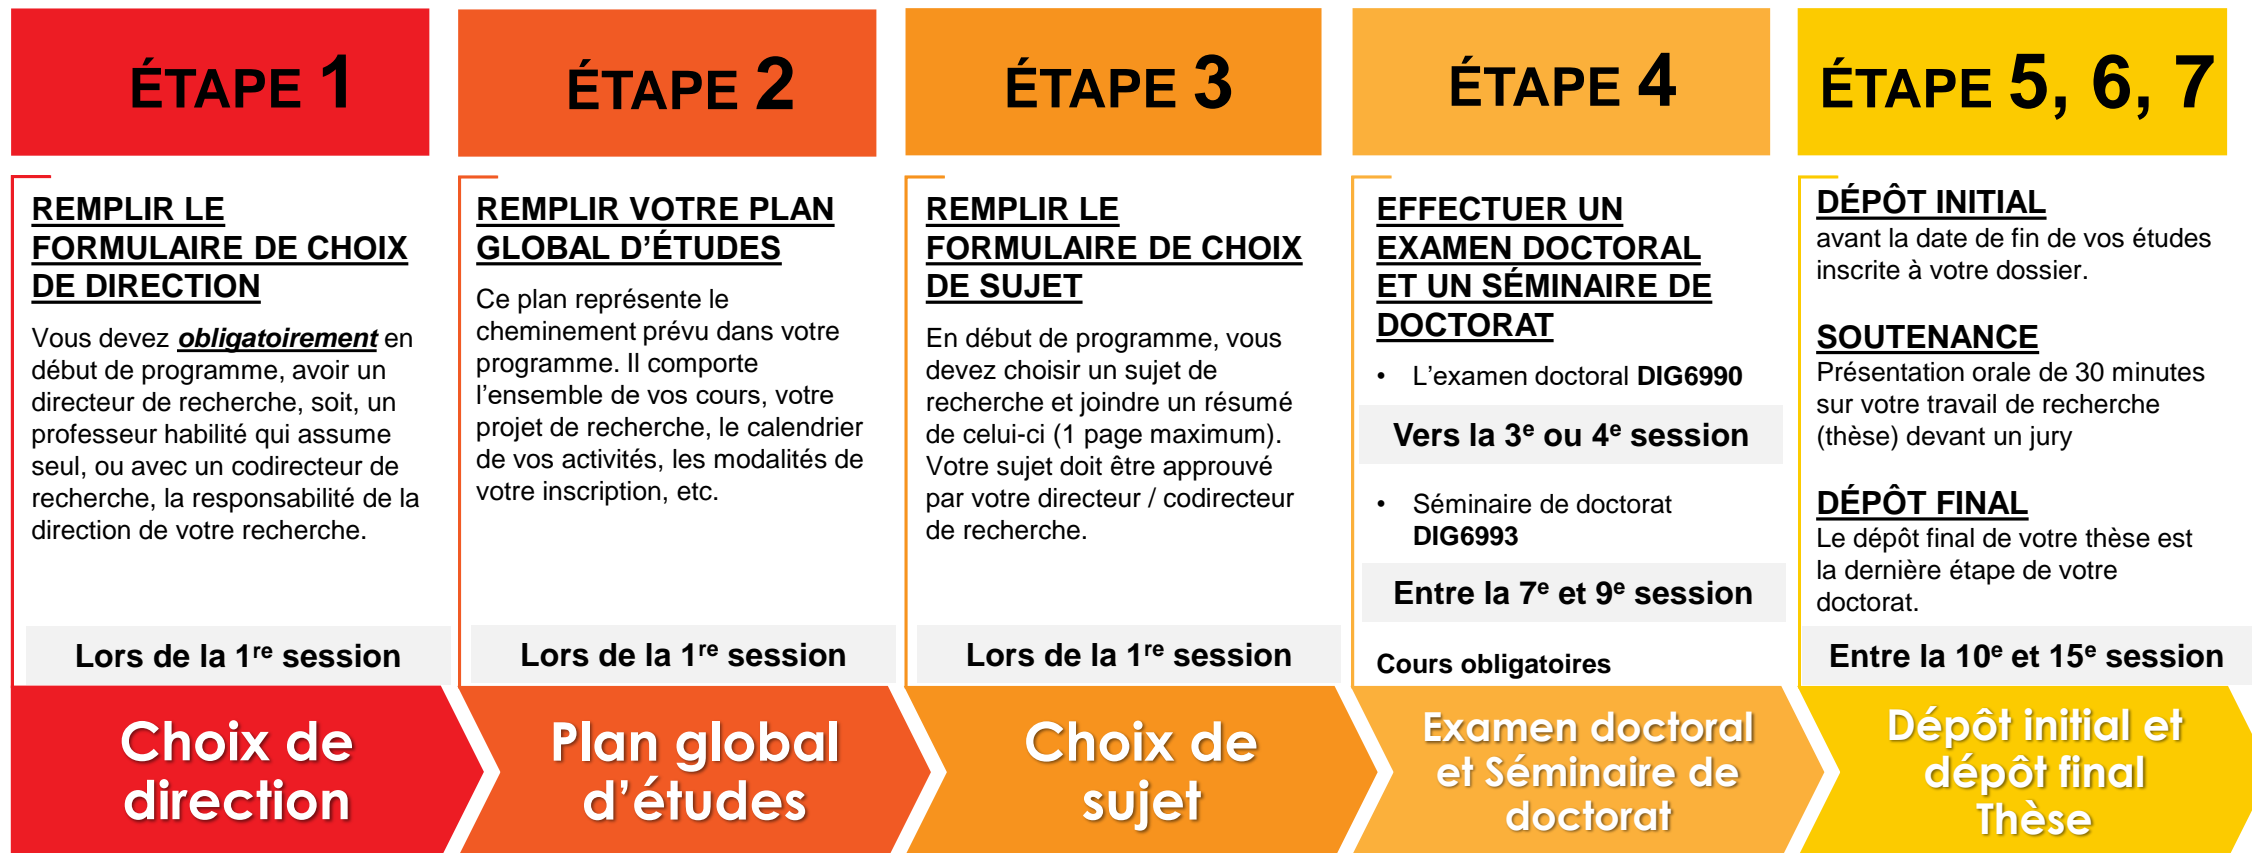 ÉTAPE 1
REMPLIR LE
FORMULAIRE DE CHOIX
DE DIRECTION
Vous devez obligatoirement en
début de programme, avoir un
directeur de recherche, soit, un
professeur habilité qui assume
seul, ou avec un codirecteur de
recherche, la responsabilité de la
direction de votre recherche.
Lors de la 1re session
Choix de
direction
ÉTAPE 2
REMPLIR VOTRE PLAN
GLOBAL D’ÉTUDES
Ce plan représente le
cheminement prévu dans votre
programme. Il comporte
l’ensemble de vos cours, votre
projet de recherche, le calendrier
de vos activités, les modalités de
votre inscription, etc.
Lors de la 1re session
Plan global
d’études
ÉTAPE 3
REMPLIR LE
FORMULAIRE DE CHOIX
DE SUJET
En début de programme, vous
devez choisir un sujet de
recherche et joindre un résumé
de celui-ci (1 page maximum).
Votre sujet doit être approuvé
par votre directeur / codirecteur
de recherche.
Lors de la 1re session
Choix de
sujet
ÉTAPE 4
EFFECTUER UN
EXAMEN DOCTORAL
ET UN SÉMINAIRE DE
DOCTORAT
• L’examen doctoral DIG6990
Vers la 3e ou 4e session
• Séminaire de doctorat
DIG6993
Entre la 7e et 9e session
Cours obligatoires
Examen doctoral
et Séminaire de
doctorat
ÉTAPE 5, 6, 7
DÉPÔT INITIAL
avant la date de fin de vos études
inscrite à votre dossier.
SOUTENANCE
Présentation orale de 30 minutes
sur votre travail de recherche
(thèse) devant un jury
DÉPÔT FINAL
Le dépôt final de votre thèse est
la dernière étape de votre
doctorat.
Entre la 10e et 15e session
Dépôt initial et
dépôt final
Thèse